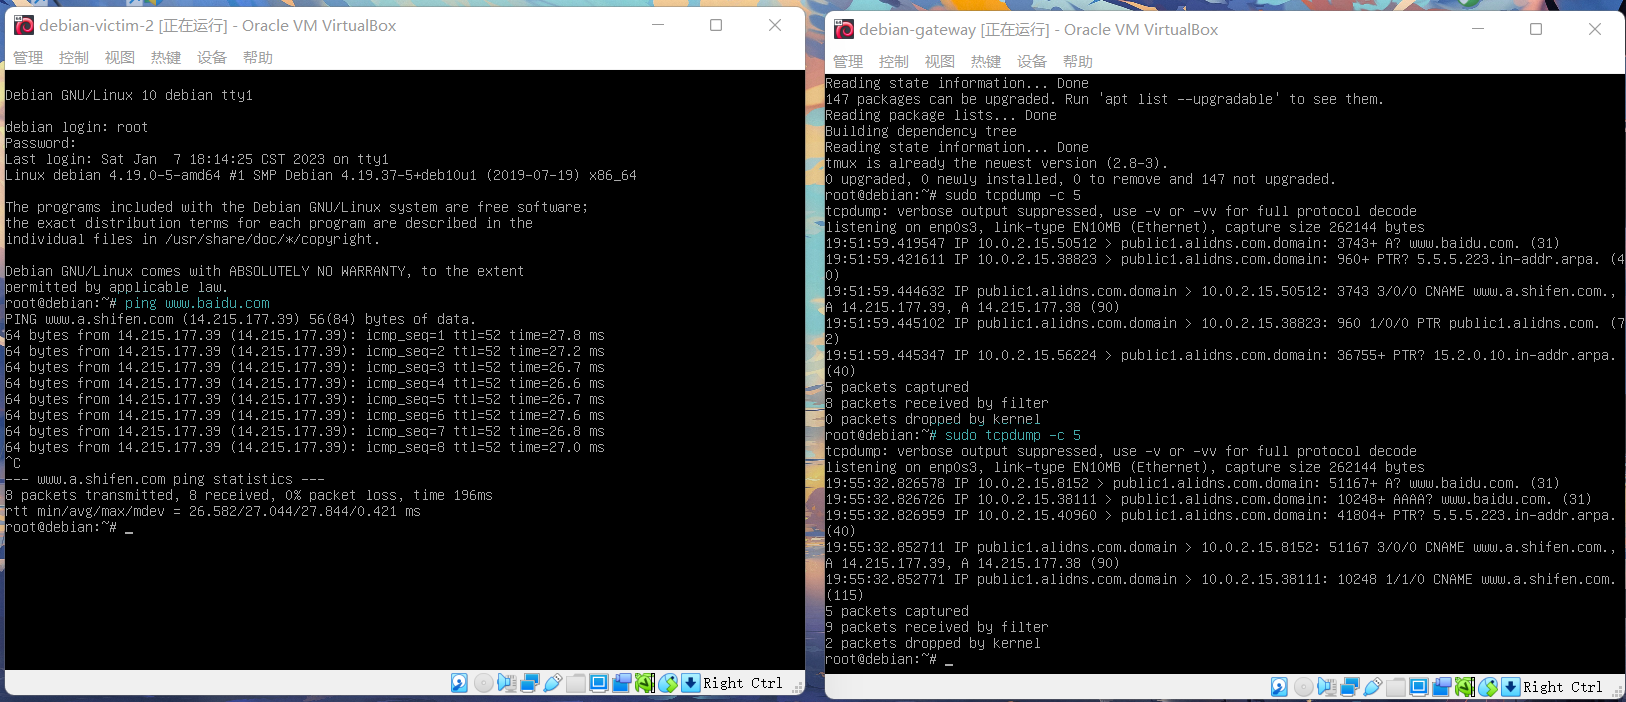 debian-victim-2 [正在运行] - Oracle VM VirtualBox
管理 控制 视图 热键 设备 帮助
Debian GNU/Linux 10 debian tty1
debian login: root
Password:
Last login: Sat Jan  7 18:14:25 CST 2023 on tty1
Linux debian 4.19.0-5-amd64 #1 SMP Debian 4.19.37-5+deb10u1 (2019-07-19) x86_64
The programs included with the Debian GNU/Linux system are free software;
the exact distribution terms for each program are described in the
individual files in /usr/share/doc/*/copyright.
Debian GNU/Linux comes with ABSOLUTELY NO WARRANTY, to the extent
permitted by applicable law.
root@debian:~# ping www.baidu.com
PING www.a.shifen.com (14.215.177.39) 56(84) bytes of data.
64 bytes from 14.215.177.39 (14.215.177.39): icmp_seq=1 ttl=52 time=27.8 ms
64 bytes from 14.215.177.39 (14.215.177.39): icmp_seq=2 ttl=52 time=27.2 ms
64 bytes from 14.215.177.39 (14.215.177.39): icmp_seq=3 ttl=52 time=26.7 ms
64 bytes from 14.215.177.39 (14.215.177.39): icmp_seq=4 ttl=52 time=26.6 ms
64 bytes from 14.215.177.39 (14.215.177.39): icmp_seq=5 ttl=52 time=26.7 ms
64 bytes from 14.215.177.39 (14.215.177.39): icmp_seq=6 ttl=52 time=27.6 ms
64 bytes from 14.215.177.39 (14.215.177.39): icmp_seq=7 ttl=52 time=26.8 ms
64 bytes from 14.215.177.39 (14.215.177.39): icmp_seq=8 ttl=52 time=27.0 ms
^C
--- www.a.shifen.com ping statistics ---
8 packets transmitted, 8 received, 0% packet loss, time 196ms
rtt min/avg/max/mdev = 26.582/27.044/27.844/0.421 ms
root@debian:~# _
Right Ctrl
debian-gateway [正在运行] - Oracle VM VirtualBox
管理 控制 视图 热键 设备 帮助
Reading state information... Done
147 packages can be upgraded. Run 'apt list --upgradable' to see them.
Reading package lists... Done
Building dependency tree
Reading state information... Done
tmux is already the newest version (2.8-3).
0 upgraded, 0 newly installed, 0 to remove and 147 not upgraded.
root@debian:~# sudo tcpdump -c 5
tcpdump: verbose output suppressed, use -v or -vv for full protocol decode
listening on enp0s3, link-type EN10MB (Ethernet), capture size 262144 bytes
19:51:59.419547 IP 10.0.2.15.50512 > public1.alidns.com.domain: 3743+ A? www.baidu.com. (31)
19:51:59.421611 IP 10.0.2.15.38823 > public1.alidns.com.domain: 960+ PTR? 5.5.5.223.in-addr.arpa. (4
0)
19:51:59.444632 IP public1.alidns.com.domain > 10.0.2.15.50512: 3743 3/0/0 CNAME www.a.shifen.com.,
A 14.215.177.39, A 14.215.177.38 (90)
19:51:59.445102 IP public1.alidns.com.domain > 10.0.2.15.38823: 960 1/0/0 PTR public1.alidns.com. (7
2)
19:51:59.445347 IP 10.0.2.15.56224 > public1.alidns.com.domain: 36755+ PTR? 15.2.0.10.in-addr.arpa.
(40)
5 packets captured
8 packets received by filter
0 packets dropped by kernel
root@debian:~# sudo tcpdump -c 5
tcpdump: verbose output suppressed, use -v or -vv for full protocol decode
listening on enp0s3, link-type EN10MB (Ethernet), capture size 262144 bytes
19:55:32.826578 IP 10.0.2.15.8152 > public1.alidns.com.domain: 51167+ A? www.baidu.com. (31)
19:55:32.826726 IP 10.0.2.15.38111 > public1.alidns.com.domain: 10248+ AAAA? www.baidu.com. (31)
19:55:32.826959 IP 10.0.2.15.40960 > public1.alidns.com.domain: 41804+ PTR? 5.5.5.223.in-addr.arpa.
(40)
19:55:32.852711 IP public1.alidns.com.domain > 10.0.2.15.8152: 51167 3/0/0 CNAME www.a.shifen.com.,
A 14.215.177.39, A 14.215.177.38 (90)
19:55:32.852771 IP public1.alidns.com.domain > 10.0.2.15.38111: 10248 1/1/0 CNAME www.a.shifen.com.
(115)
5 packets captured
9 packets received by filter
2 packets dropped by kernel
root@debian:~# _
Right Ctrl